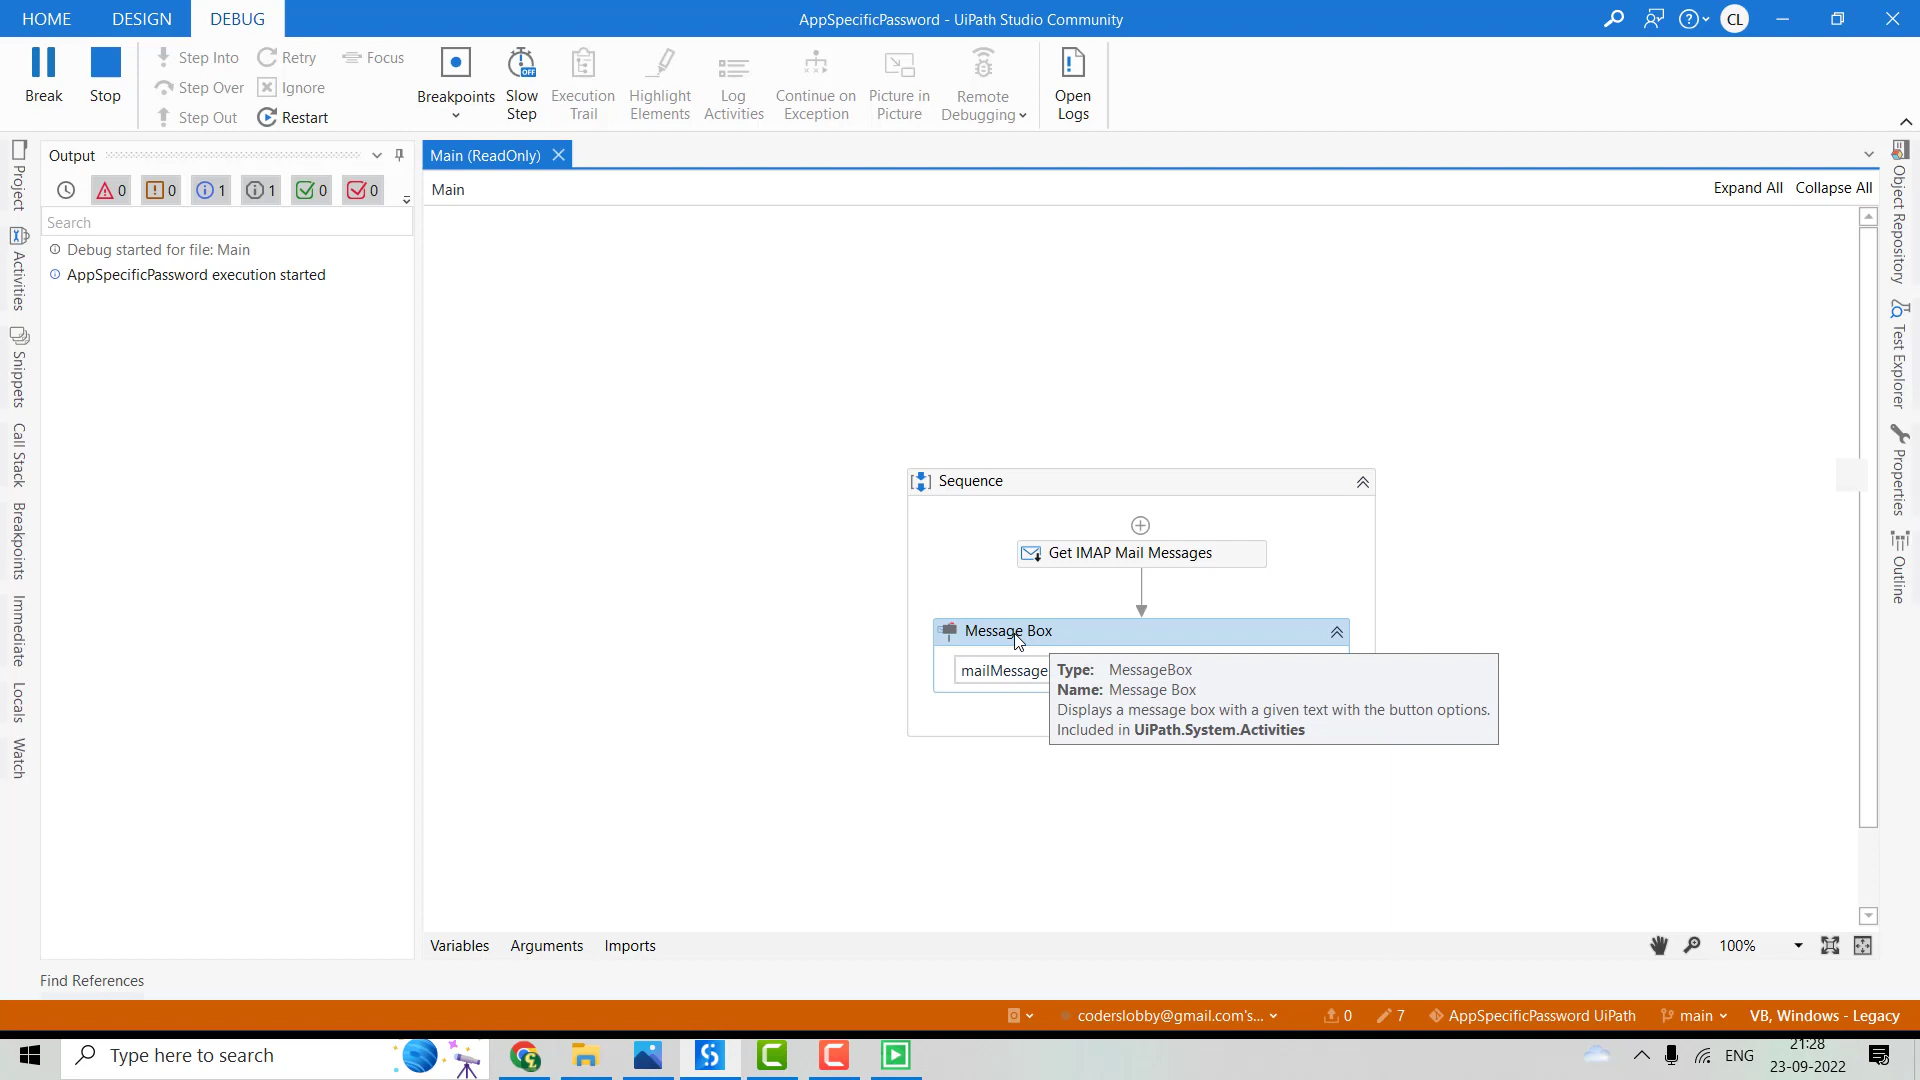 HOME DESIGN DEBUG
AppSpecificPassword - UiPath Studio Community
CL
Break
Stop
Step Into
Step Over
Step Out
Retry
Ignore
Restart
Focus
Breakpoints
OFF
Slow
Step
Execution
Trail
Highlight
Elements
Log
Activities
Continue on
Exception
Picture in
Picture
Remote
Debugging
Open
Logs
Project
Activities
Snippets
Call Stack
Breakpoints
Immediate
Locals
Watch
Output
0 0 1 1 0 0
Search
Debug started for file: Main
AppSpecificPassword execution started
Main (ReadOnly)
Main
Expand All Collapse All
Sequence
Get IMAP Mail Messages
Message Box
mailMessage
Type: MessageBox
Name: Message Box
Displays a message box with a given text with the button options.
Included in UiPath.System.Activities
Object Repository
Test Explorer
Properties
Outline
Variables Arguments Imports
100%
Find References
coderslobby@gmail.com's... 0 7 AppSpecificPassword UiPath main VB, Windows - Legacy
Type here to search
ENG
21:28
23-09-2022